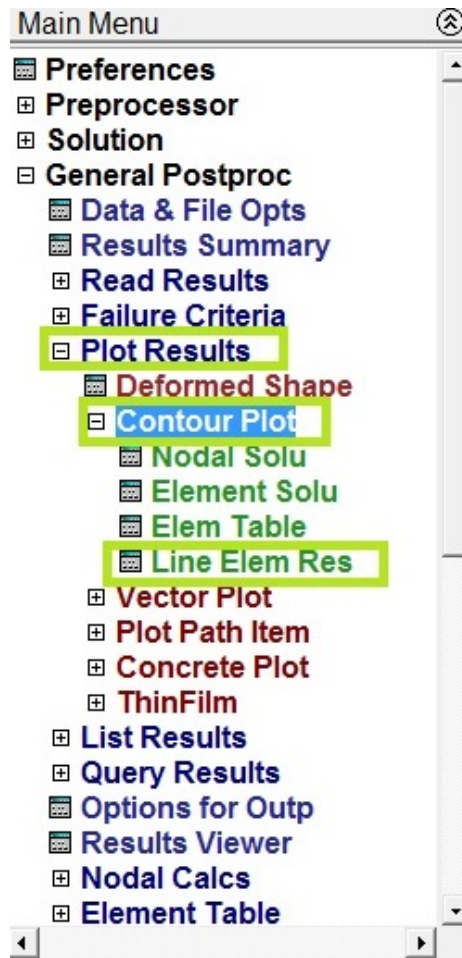 Main Menu
Preferences
Preprocessor
Solution
General Postproc
Data & File Opts
Results Summary
Read Results
Failure Criteria
Plot Results
Deformed Shape
Contour Plot
Nodal Solu
Element Solu
Elem Table
Line Elem Res
Vector Plot
Plot Path Item
Concrete Plot
ThinFilm
List Results
Query Results
Options for Outp
Results Viewer
Nodal Calcs
Element Table